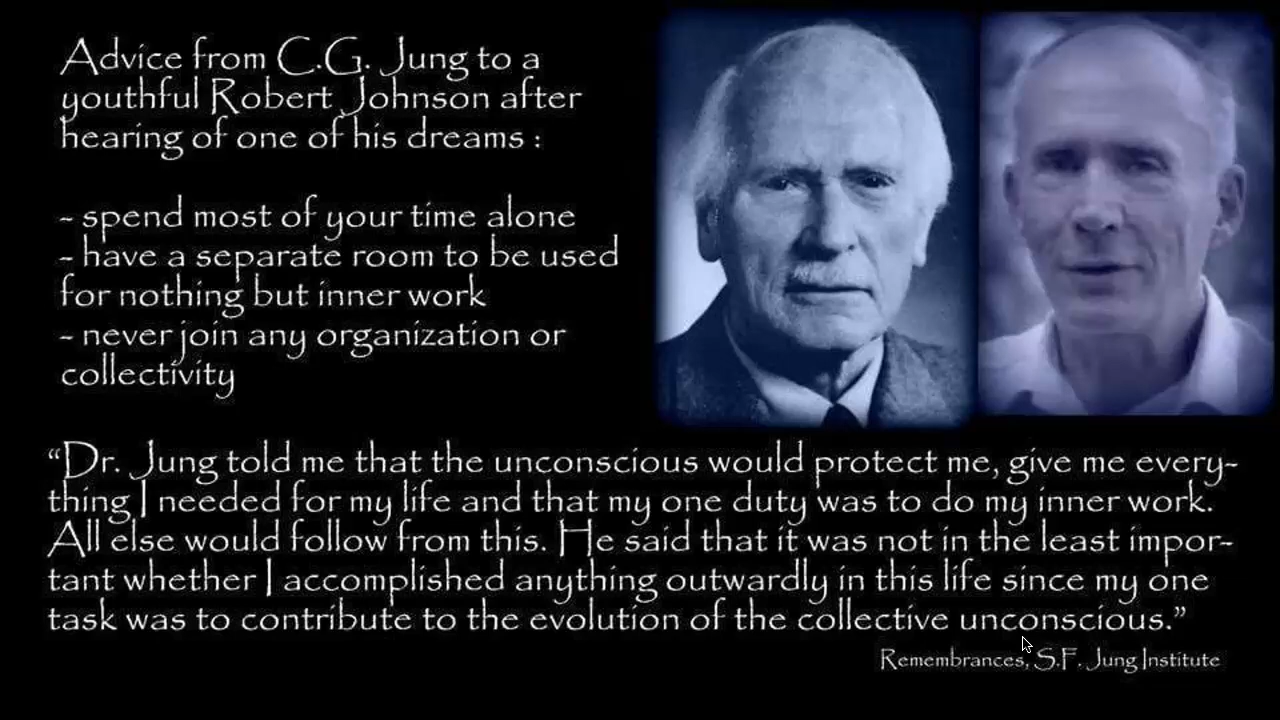 Advice from C.G. Jung to a
youthful Robert Johnson after
hearing of one of his dreams :
- spend most of your time alone
- have a separate room to be used
for nothing but inner work
- never join any organization or
collectivity
“Dr. Jung told me that the unconscious would protect me, give me every-
thing I needed for my life and that my one duty was to do my inner work.
All else would follow from this. He said that it was not in the least impor-
tant whether I accomplished anything outwardly in this life since my one
task was to contribute to the evolution of the collective unconscious.”
Remembrances, S.F. Jung Institute